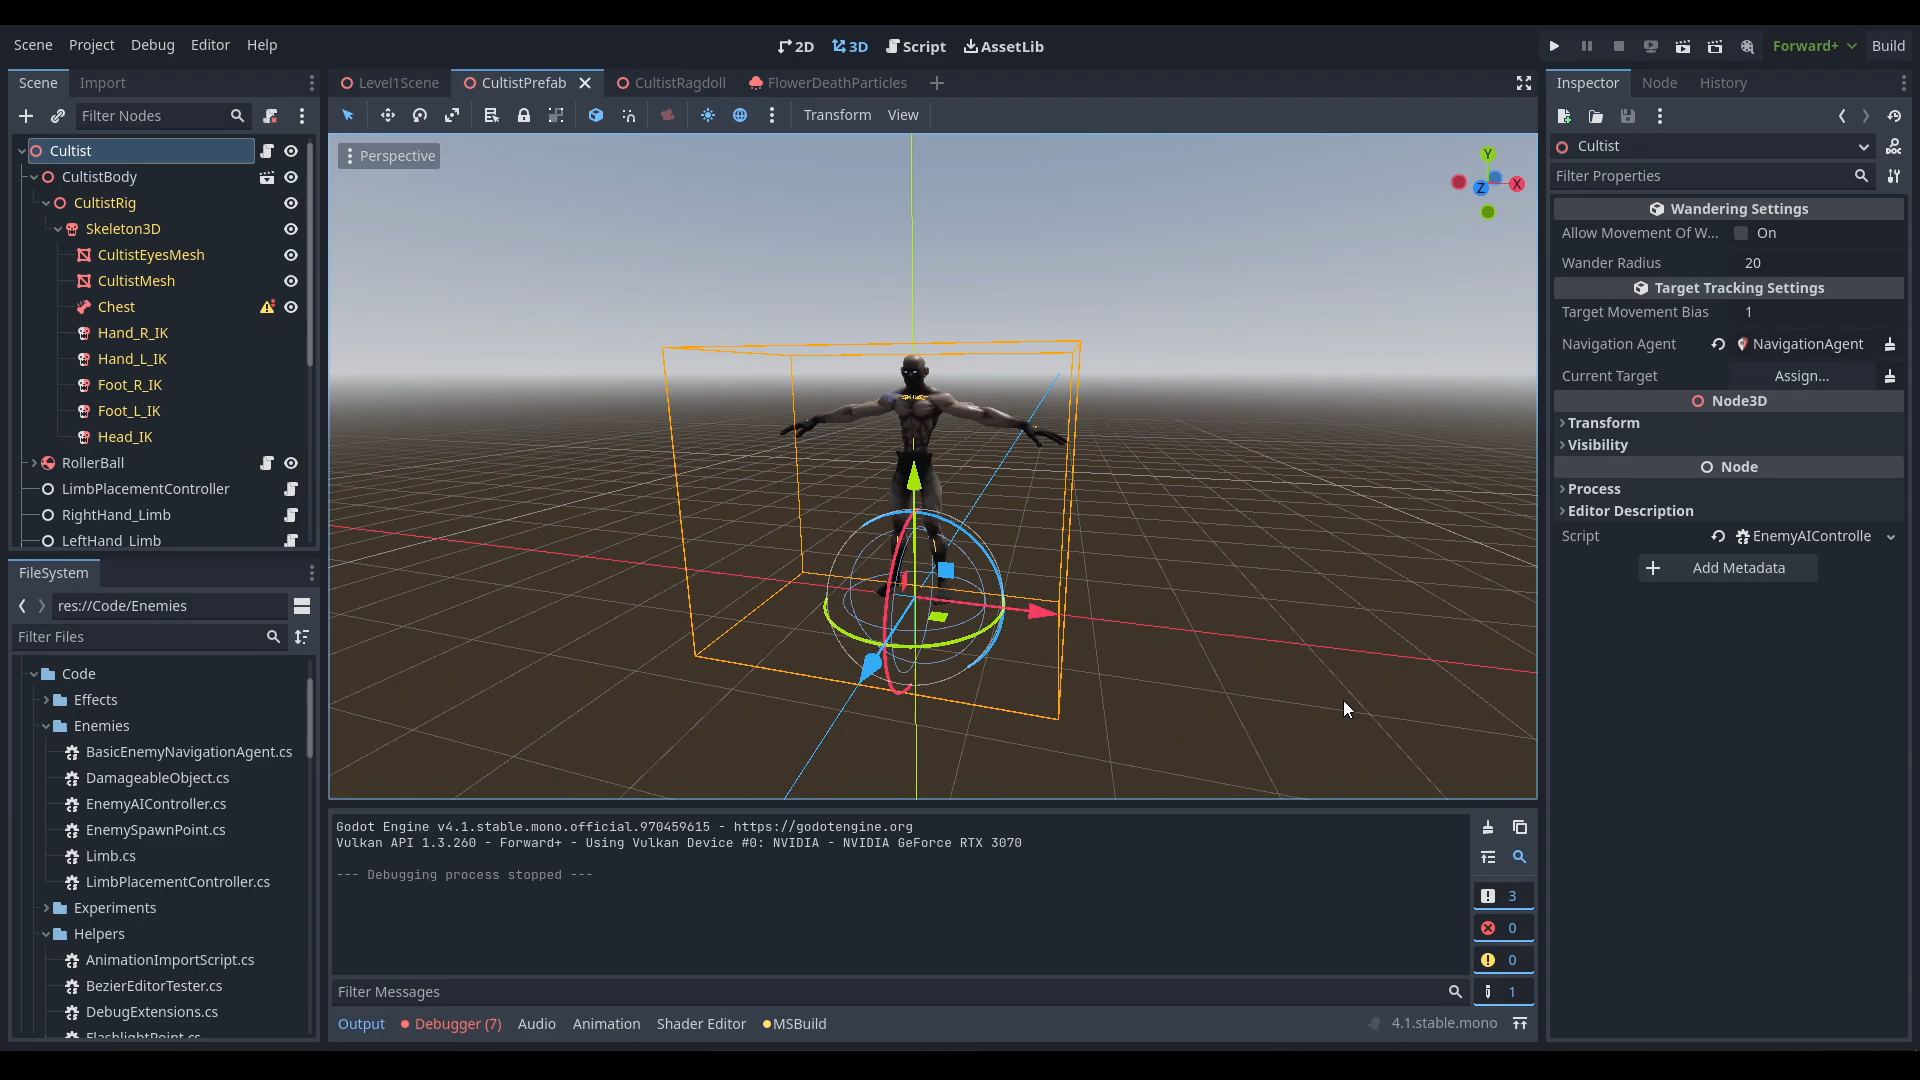 Scene Project Debug Editor Help
2D 3D Script AssetLib
Forward+ Build
Scene Import
Filter Nodes
Cultist
CultistBody
CultistRig
Skeleton3D
CultistEyesMesh
CultistMesh
Chest
Hand_R_IK
Hand_L_IK
Foot_R_IK
Foot_L_IK
Head_IK
RollerBall
LimbPlacementController
RightHand_Limb
LeftHand_Limb
FileSystem
res://Code/Enemies
Filter Files
Code
Effects
Enemies
BasicEnemyNavigationAgent.cs
DamageableObject.cs
EnemyAIController.cs
EnemySpawnPoint.cs
Limb.cs
LimbPlacementController.cs
Experiments
Helpers
AnimationImportScript.cs
BezierEditorTester.cs
DebugExtensions.cs
FlashlightPoint.cs
Level1Scene CultistPrefab CultistRagdoll FlowerDeathParticles
Transform View
Perspective
Y
Z X
Godot Engine v4.1.stable.mono.official.970459615 - https://godotengine.org
Vulkan API 1.3.260 - Forward+ - Using Vulkan Device #0: NVIDIA - NVIDIA GeForce RTX 3070
--- Debugging process stopped ---
3
0
0
1
Filter Messages
Output Debugger (7) Audio Animation Shader Editor MSBuild 4.1.stable.mono
Inspector Node History
Cultist
DOC
Filter Properties
Wandering Settings
Allow Movement Of W... On
Wander Radius 20
Target Tracking Settings
Target Movement Bias 1
Navigation Agent NavigationAgent
Current Target Assign...
Node3D
Transform
Visibility
Node
Process
Editor Description
Script EnemyAIControlle
Add Metadata